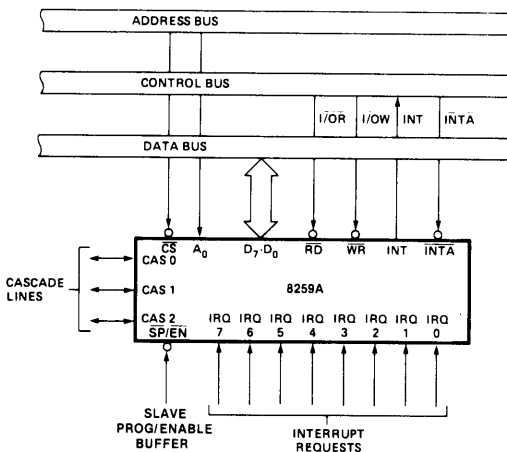 ADDRESS BUS
CONTROL BUS
I/OR I/OW INT INTA
DATA BUS
CS A0 D7-D0 RD WR INT INTA
CAS 0
CASCADE
LINES
CAS 1
8259A
CAS 2
SP/EN
IRQ IRQ IRQ IRQ IRQ IRQ IRQ IRQ
7 6 5 4 3 2 1 0
SLAVE
PROG/ENABLE
BUFFER
INTERRUPT
REQUESTS